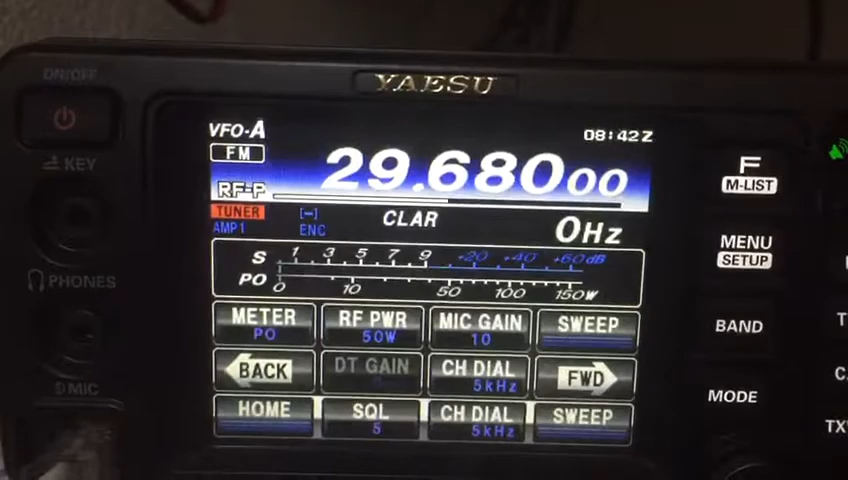 ON/OFF
YAESU
VFO-A
08:42Z
FM
29.68000
RF-P
F
M-LIST
KEY
TUNER
[-]
CLAR
0Hz
AMP1
ENC
MENU
SETUP
S 1 3 5 7 9 +20 +40 +60dB
PHONES
PO 0 10 50 100 150W
METER
PO
RF PWR
50W
MIC GAIN
10
SWEEP
BAND
BACK
DT GAIN
CH DIAL
5kHz
FWD
MIC
MODE
HOME
SQL
5
CH DIAL
5kHz
SWEEP